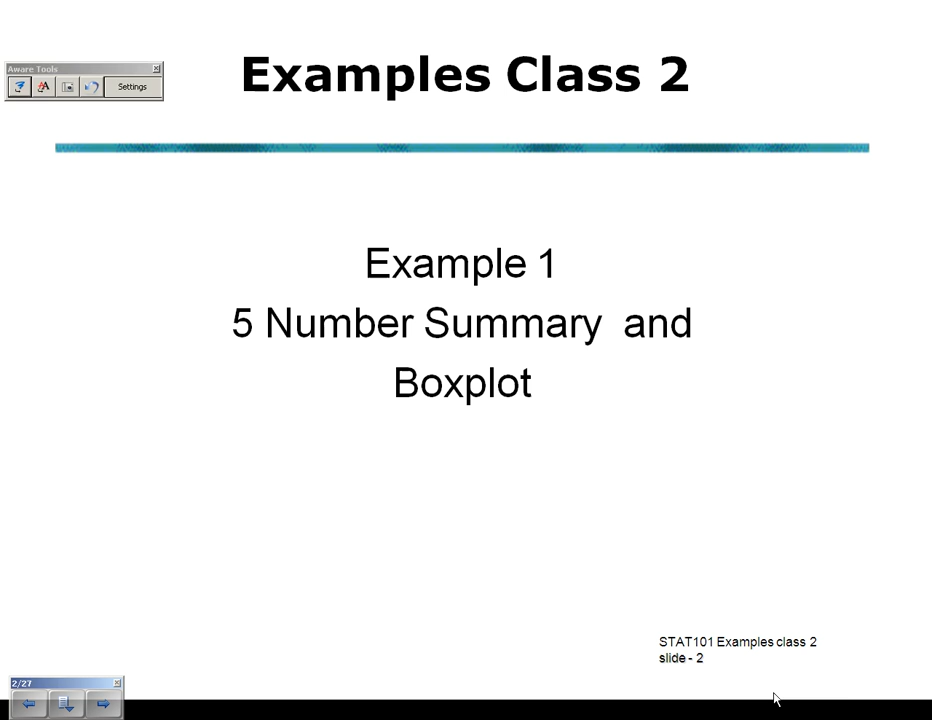 Aware Tools
Settings
Examples Class 2
Example 1
5 Number Summary and
Boxplot
STAT101 Examples class 2
slide - 2
2/27